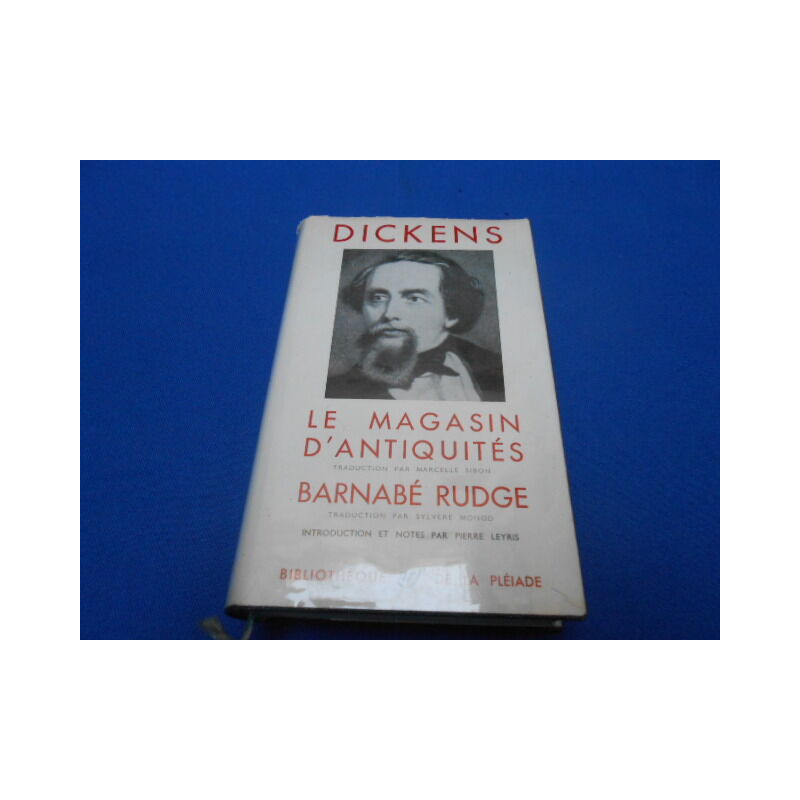 DICKENS
LE MAGASIN
D'ANTIQUITÉS
TRADUCTION PAR MARCELLE SIBON
BARNABÉ RUDGE
TRADUCTION PAR SYLVÈRE MONOD
INTRODUCTION ET NOTES PAR PIERRE LEYRIS
BIBLIOTHÈQUE DE LA PLÉIADE